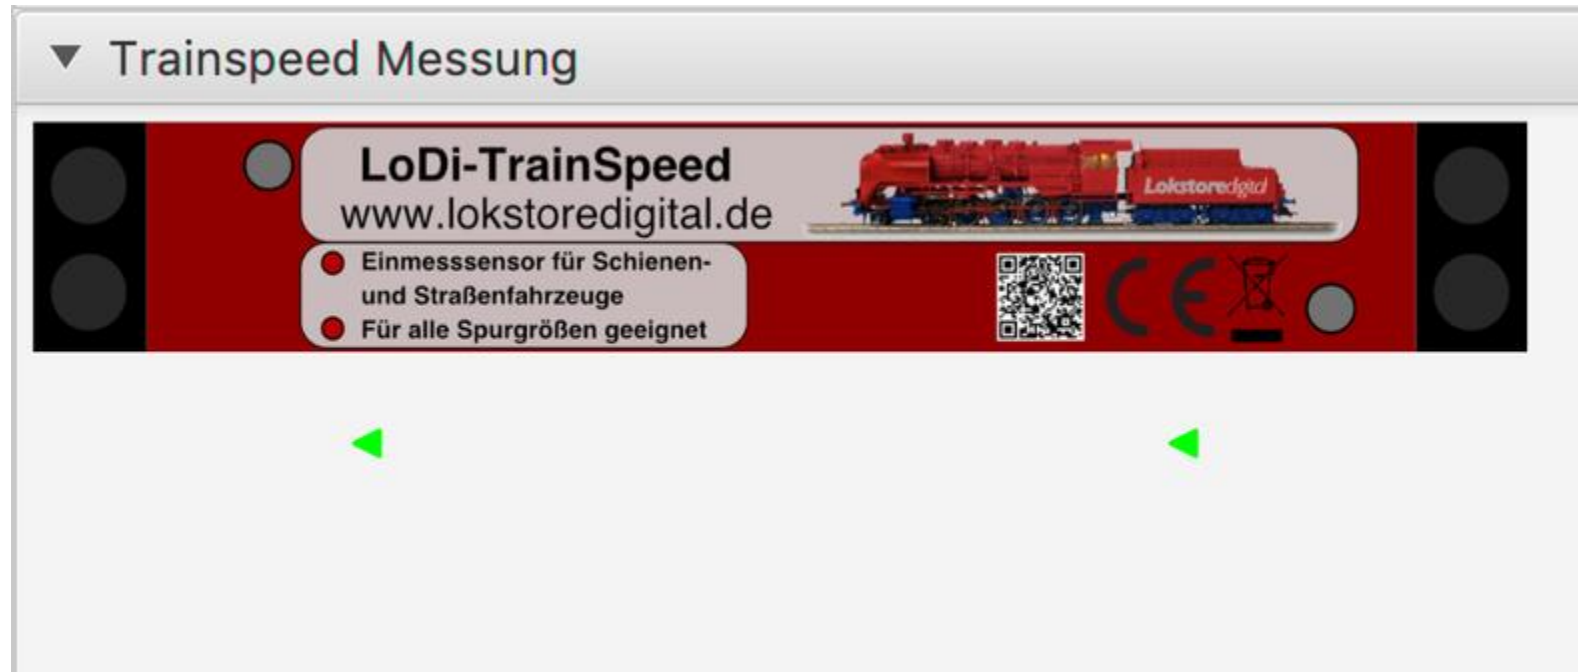 Trainspeed Messung
LoDi-TrainSpeed
www.lokstoredigital.de
Lokstoredigital
Einmesssensor für Schienen-
und Straßenfahrzeuge
Für alle Spurgrößen geeignet
CE